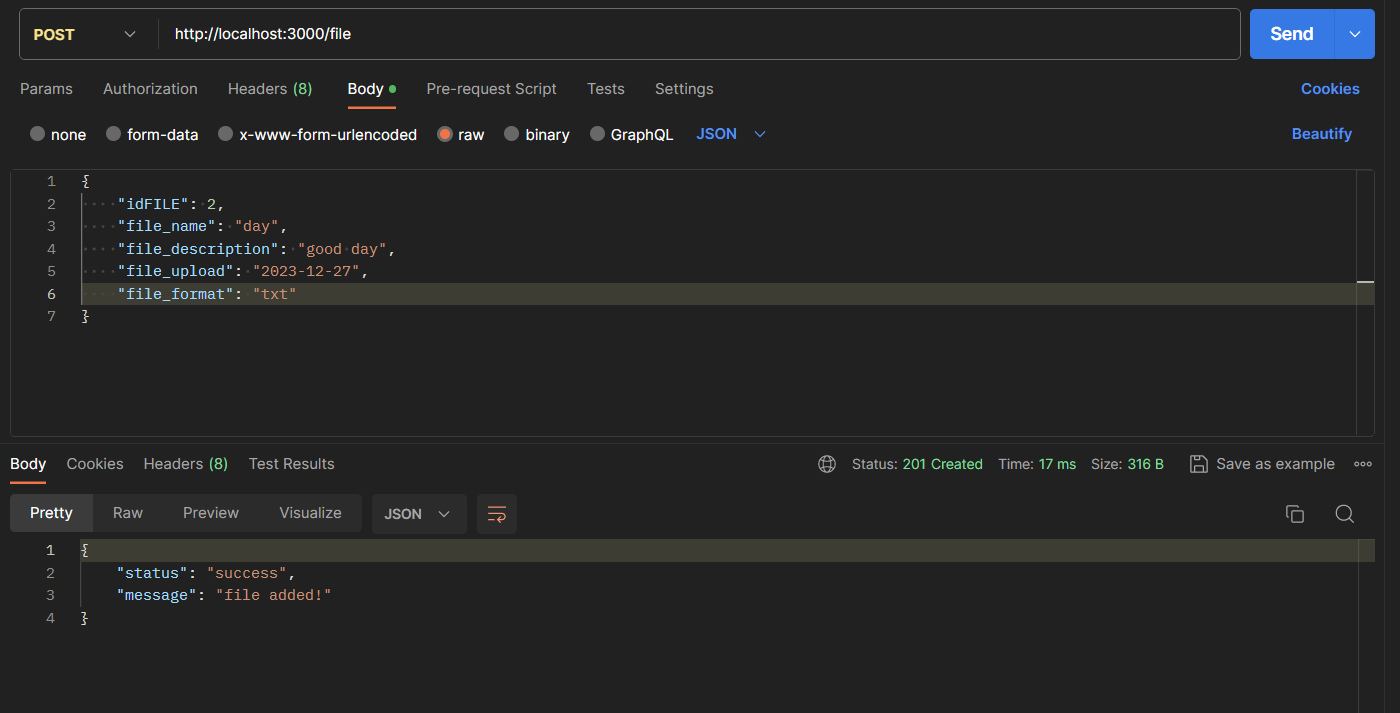 POST http://localhost:3000/file Send
Params Authorization Headers (8) Body Pre-request Script Tests Settings Cookies
none form-data x-www-form-urlencoded raw binary GraphQL JSON Beautify
1 {
2 "idFILE": 2,
3 "file_name": "day",
4 "file_description": "good day",
5 "file_upload": "2023-12-27",
6 "file_format": "txt"
7 }
Body Cookies Headers (8) Test Results Status: 201 Created Time: 17 ms Size: 316 B Save as example
Pretty Raw Preview Visualize JSON
1 {
2 "status": "success",
3 "message": "file added!"
4 }